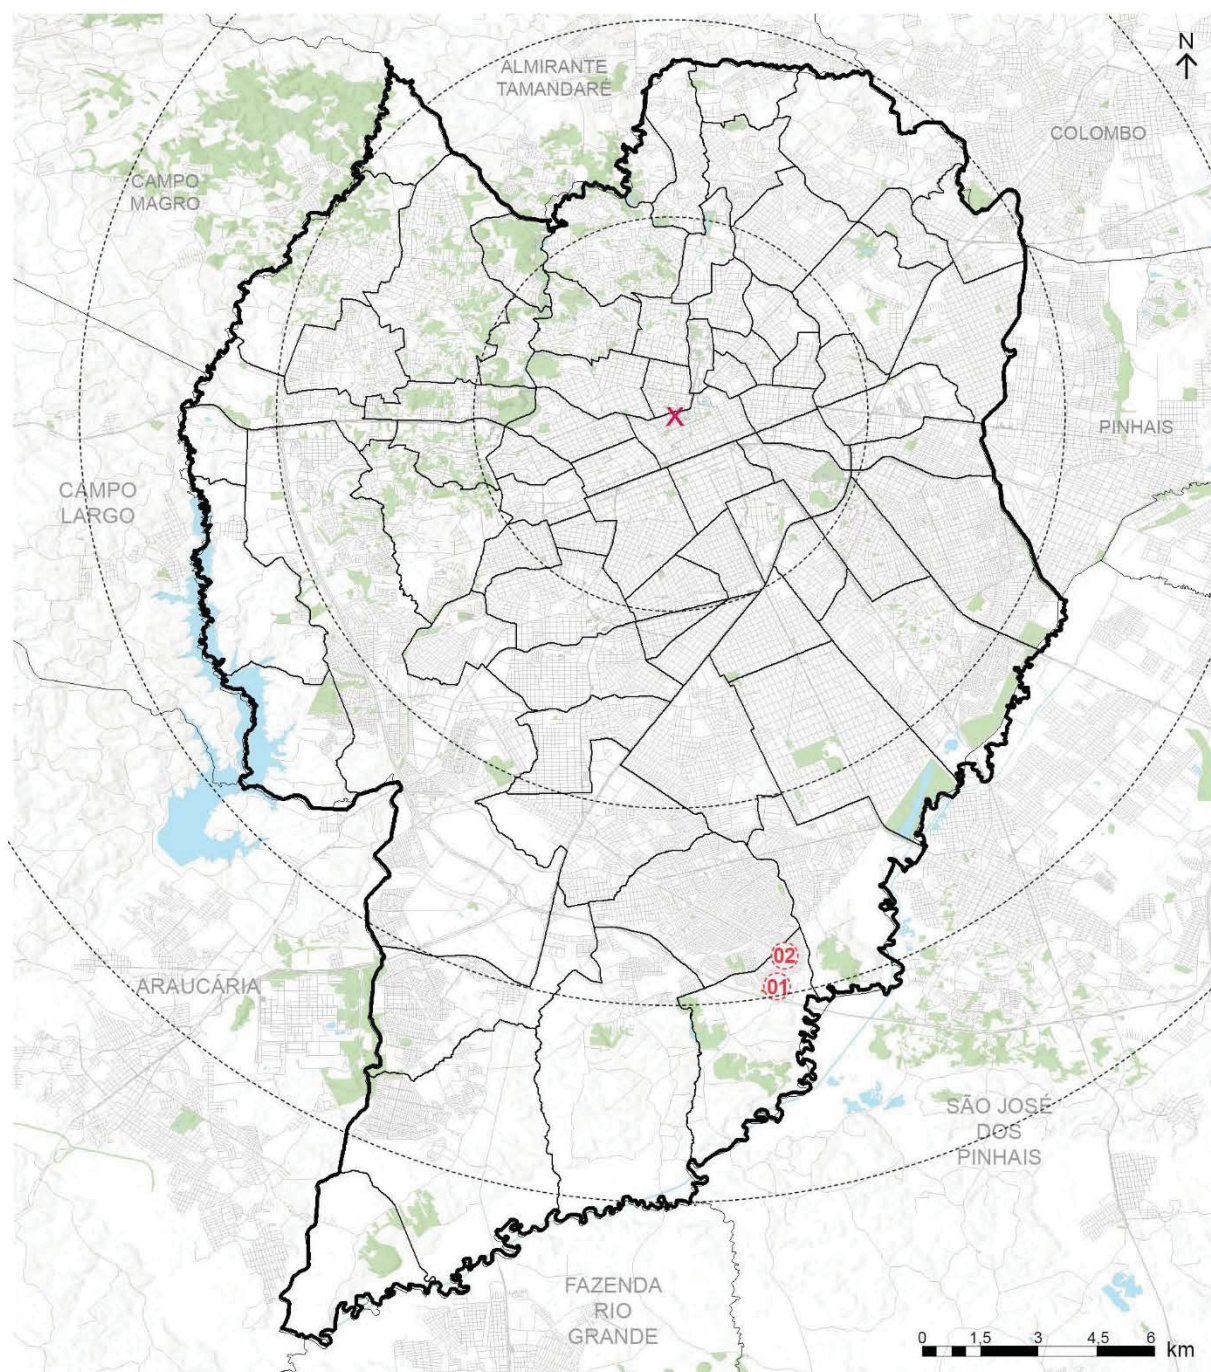 N
ALMIRANTE
TAMANDARÉ
COLOMBO
CAMPO
MAGRO
X
PINHAIS
CAMPO
LARGO
02
01
ARAUCÁRIA
SÃO JOSÉ
DOS
PINHAIS
FAZENDA
RIO
GRANDE
0 1,5 3 4,5 6
km